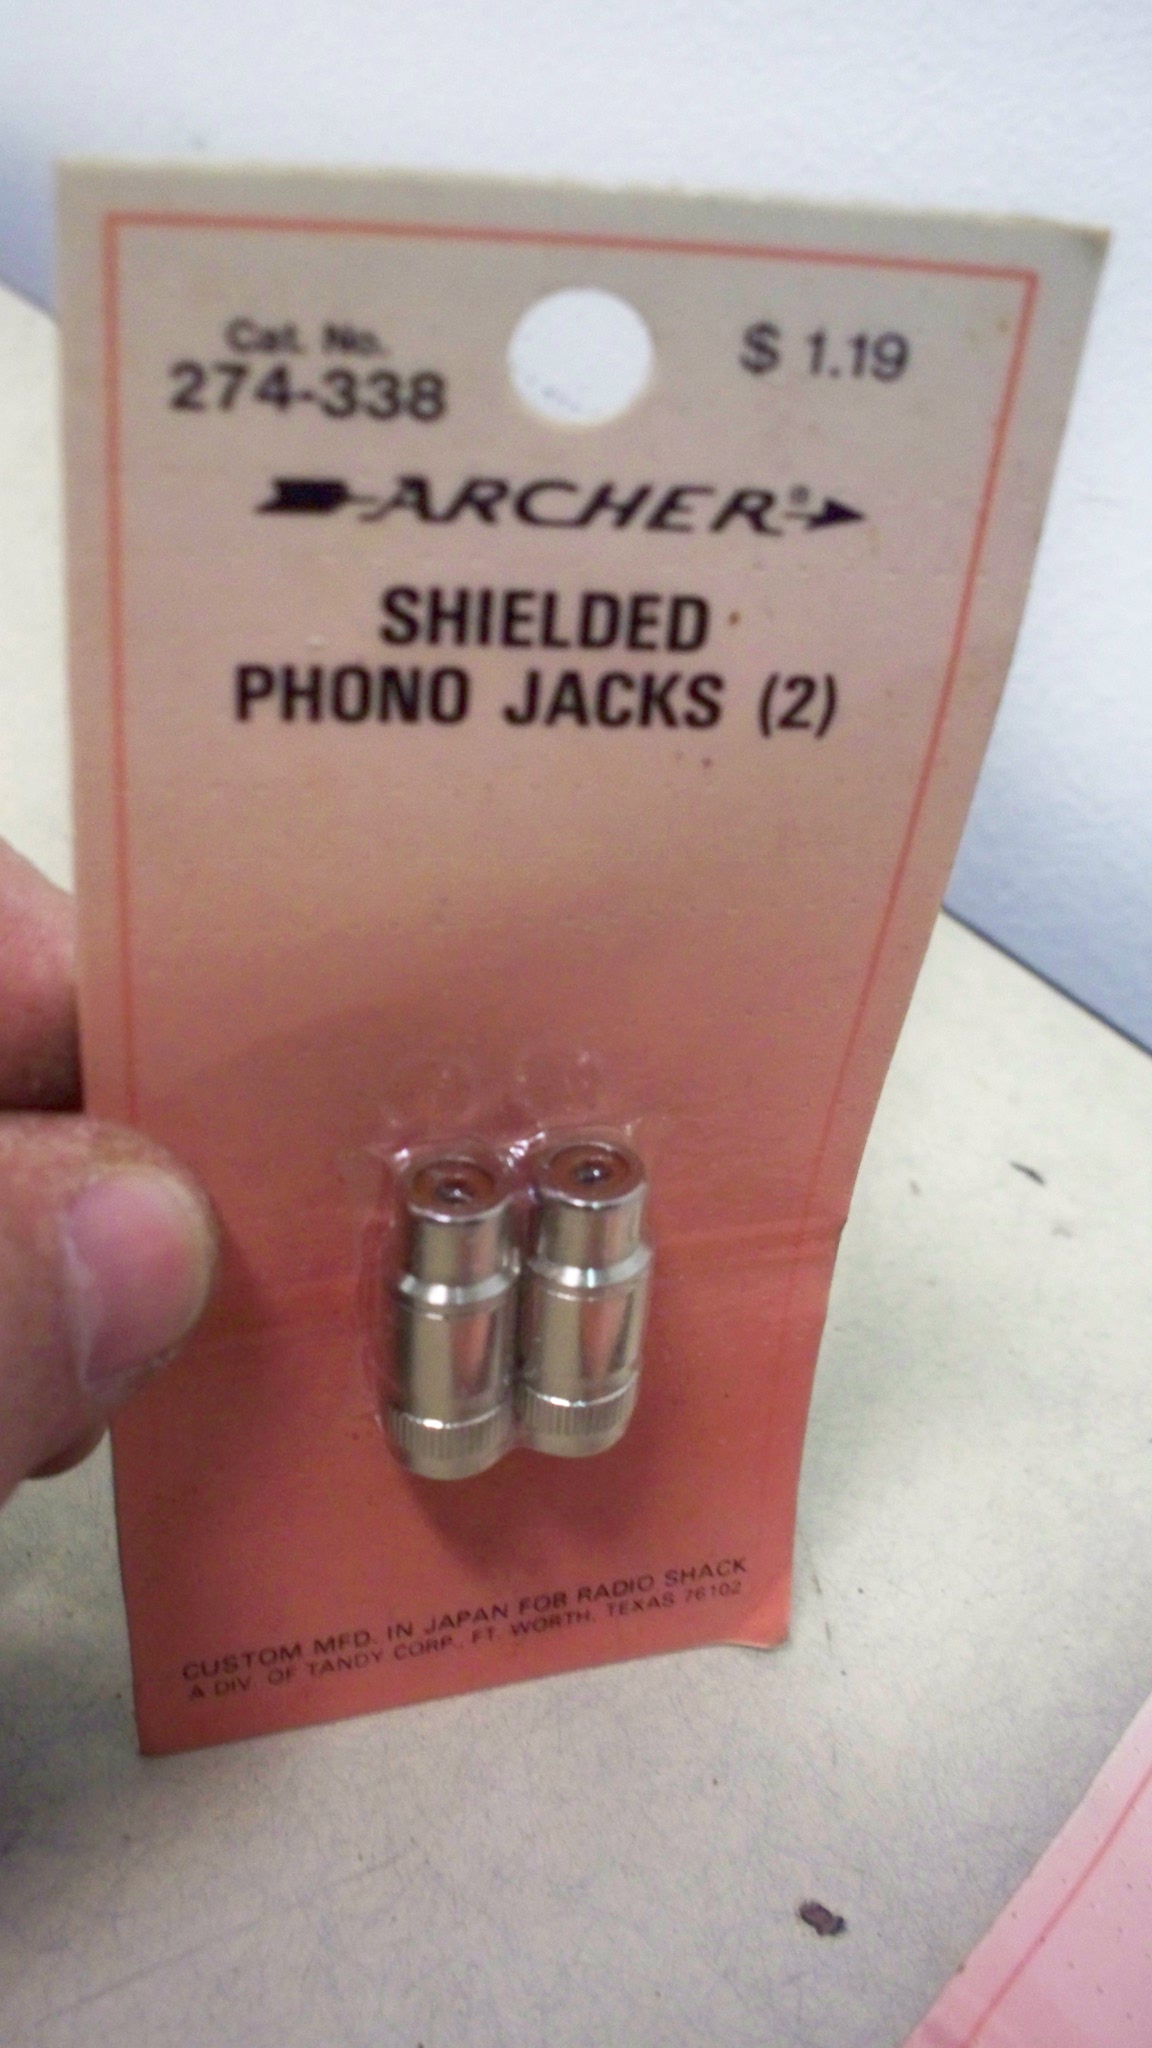 Cat. No.
274-338
$ 1.19
ARCHER®
SHIELDED
PHONO JACKS (2)
CUSTOM MFD. IN JAPAN FOR RADIO SHACK
A DIV. OF TANDY CORP., FT. WORTH, TEXAS 76102